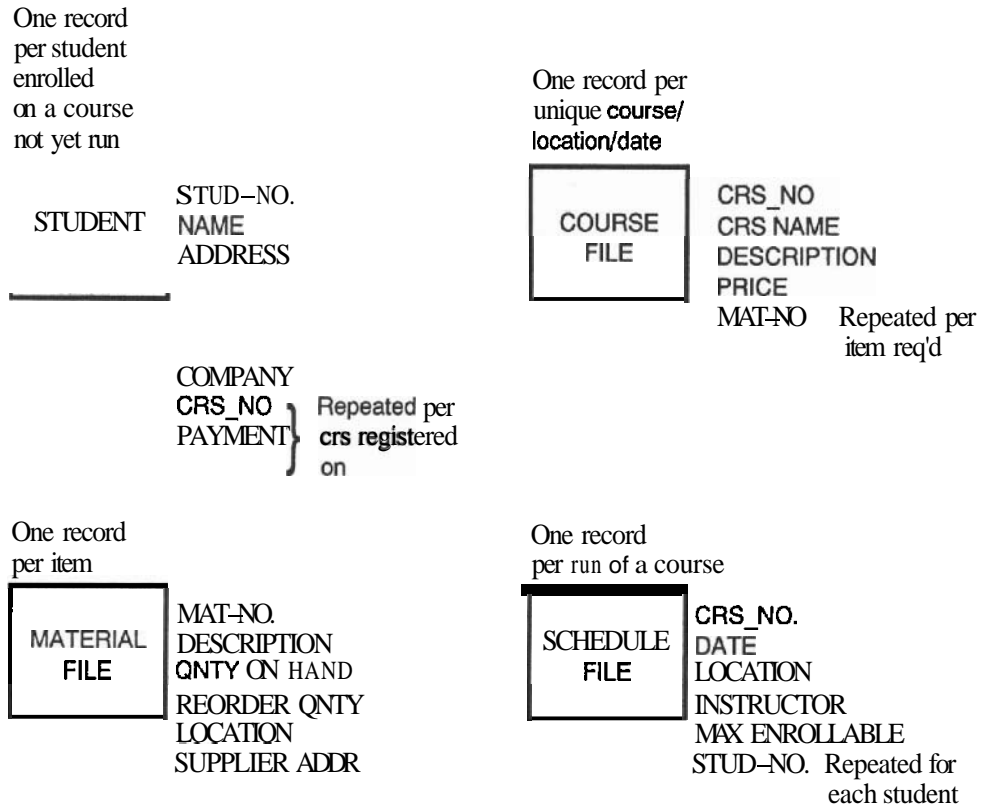 One record
per student
enrolled
on a course
not yet run
STUDENT
STUD–NO.
NAME
ADDRESS
COMPANY
CRS_NO
PAYMENT
Repeated per
crs registered
on
One record per
unique course/
location/date
COURSE
FILE
CRS_NO
CRS NAME
DESCRIPTION
PRICE
MAT–NO Repeated per
item req'd
One record
per item
MATERIAL
FILE
MAT–NO.
DESCRIPTION
QNTY ON HAND
REORDER QNTY
LOCATION
SUPPLIER ADDR
One record
per run of a course
SCHEDULE
FILE
CRS_NO.
DATE
LOCATION
INSTRUCTOR
MAX ENROLLABLE
STUD–NO. Repeated for
each student